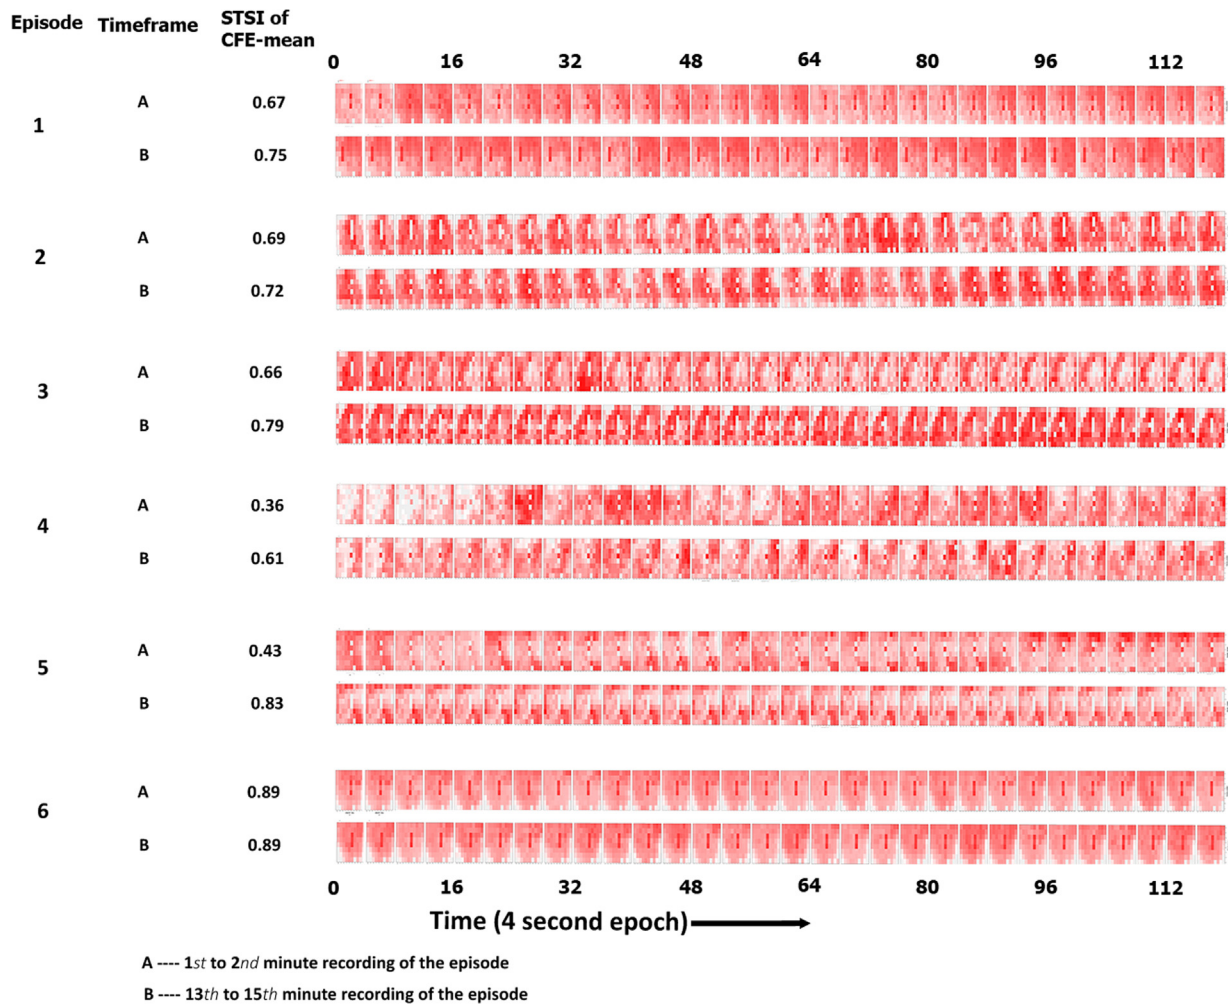 Episode Timeframe STSI of
CFE-mean
0 16 32 48 64 80 96 112
A 0.67
1
B 0.75
A 0.69
2
B 0.72
A 0.66
3
B 0.79
A 0.36
4
B 0.61
A 0.43
5
B 0.83
A 0.89
6
B 0.89
0 16 32 48 64 80 96 112
Time (4 second epoch)
A ---- 1st to 2nd minute recording of the episode
B ---- 13th to 15th minute recording of the episode